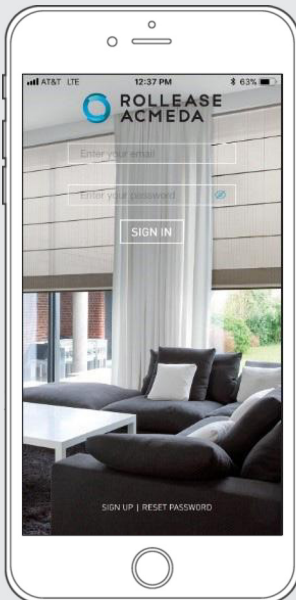 AT&T LTE 12:37 PM 63%
ROLLEASE
ACMEDA
Enter your email
Enter your password
SIGN IN
SIGN UP | RESET PASSWORD